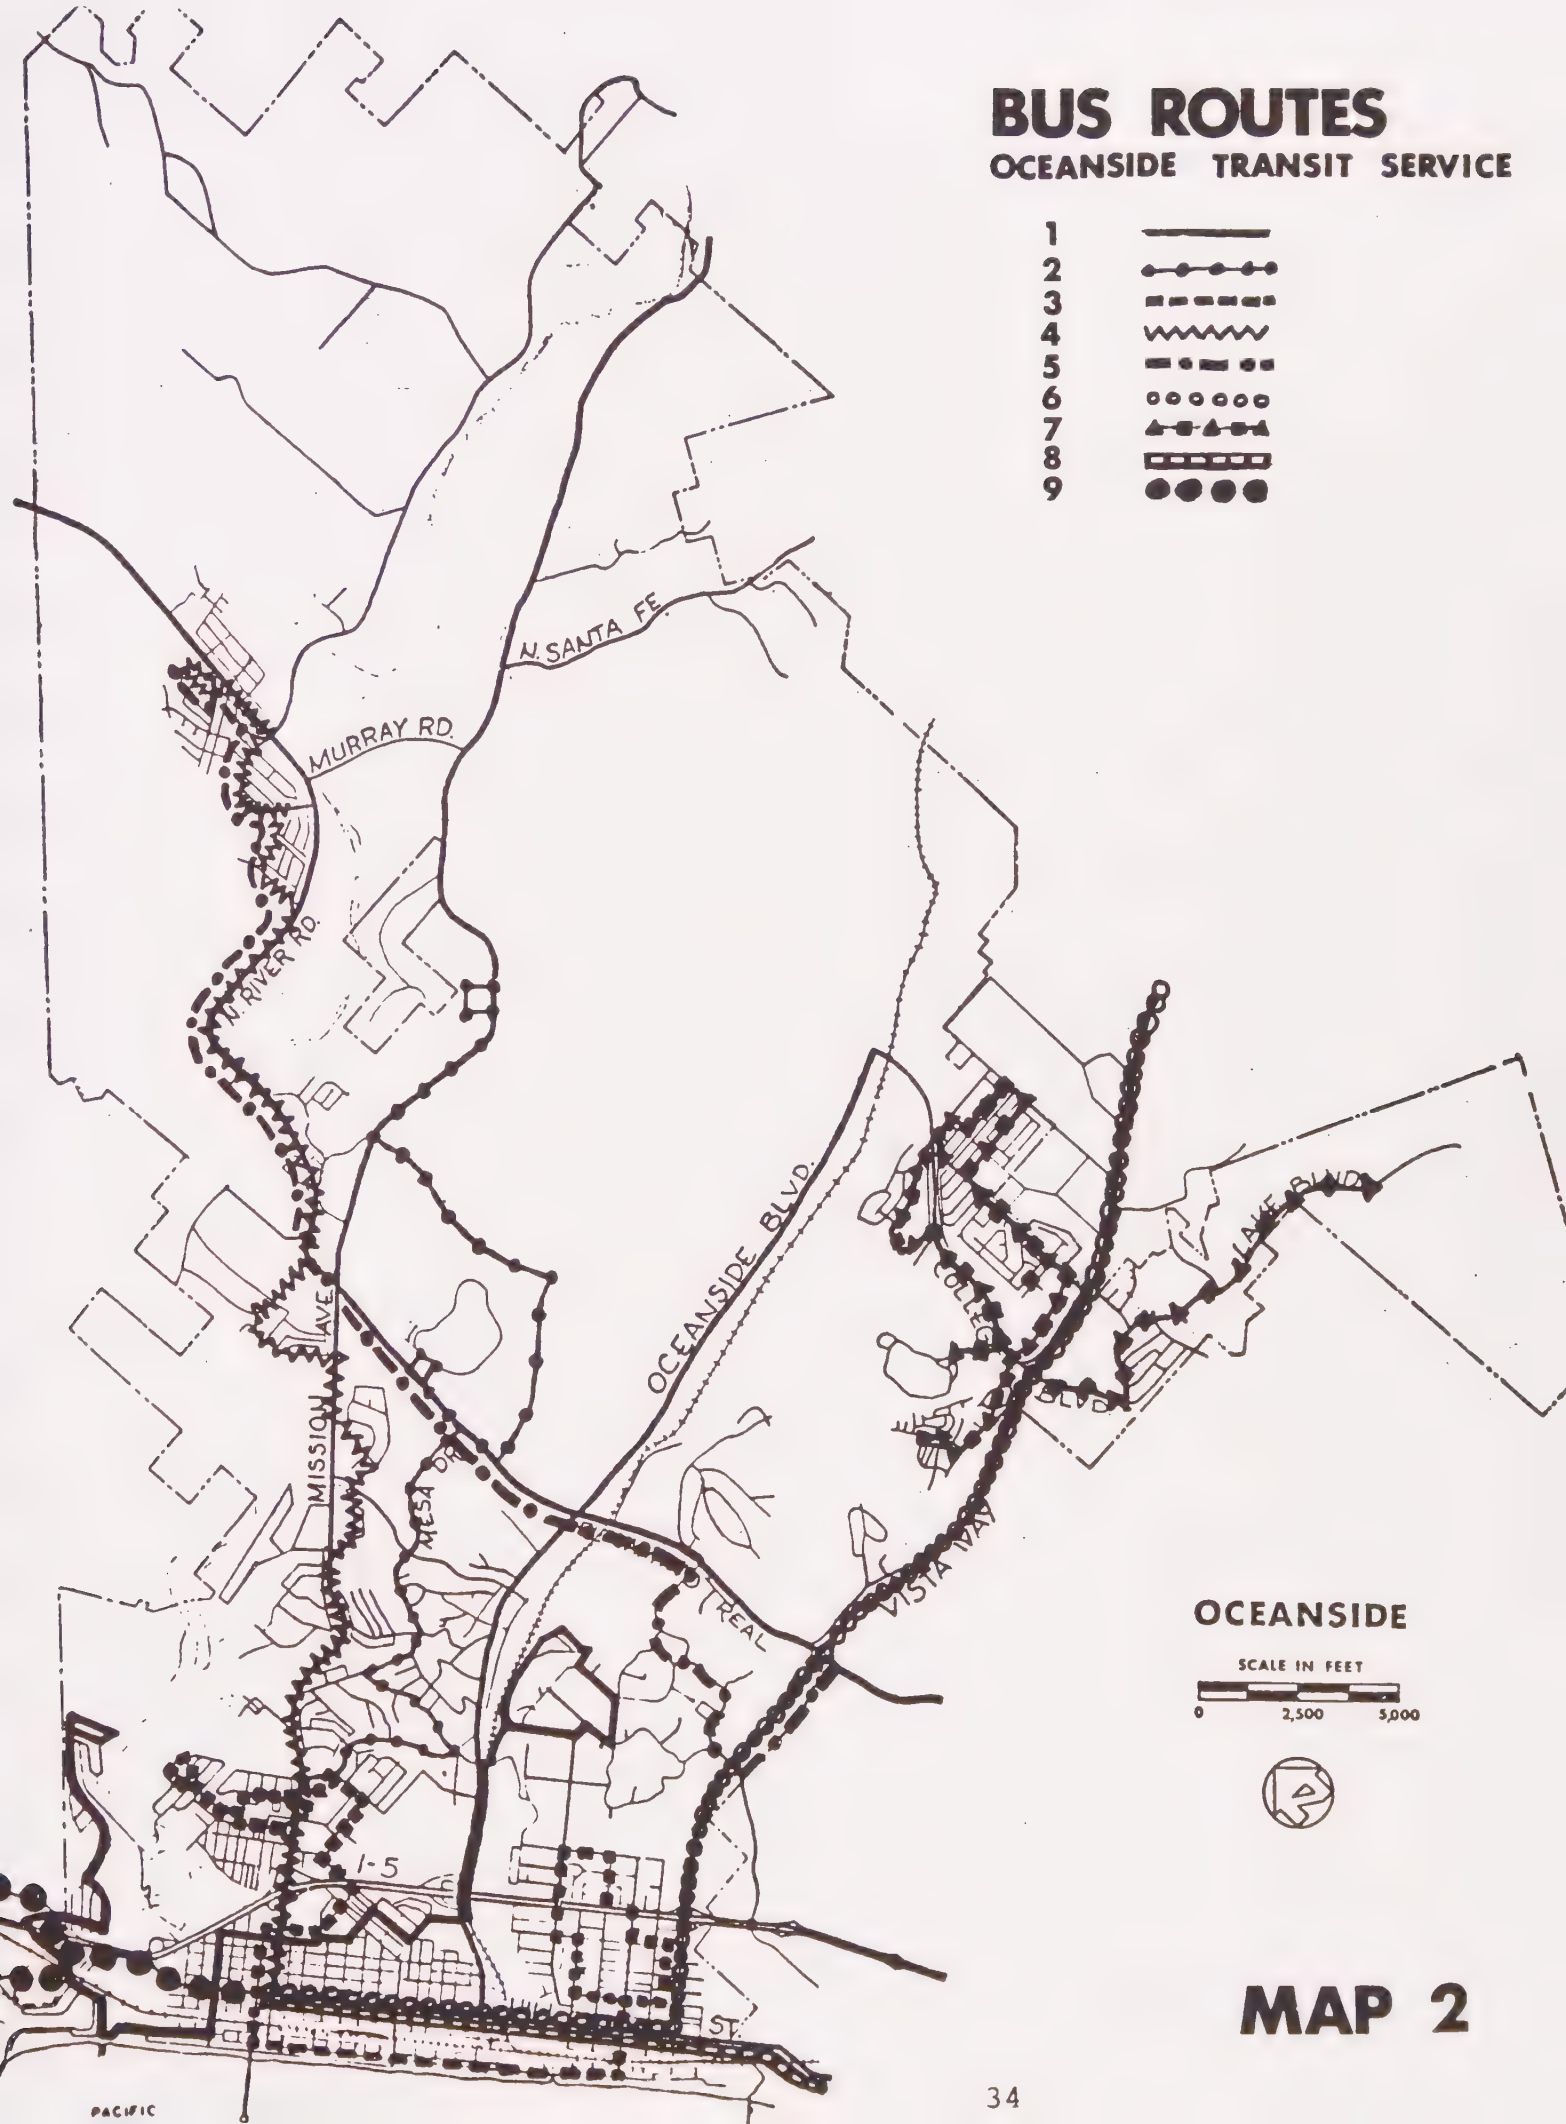 BUS ROUTES
OCEANSIDE TRANSIT SERVICE
1
2
3
4
5
6
7
8
9
N. SANTA FE
MURRAY RD.
N. RIVER RD.
OCEANSIDE BLVD.
LAKE BLVD
COLLEGE
BLVD.
AVE
MISSION
MESA DR
VISTA WAY
REAL
I-5
ST
OCEANSIDE
SCALE IN FEET
0 2,500 5,000
MAP 2
34
PACIFIC